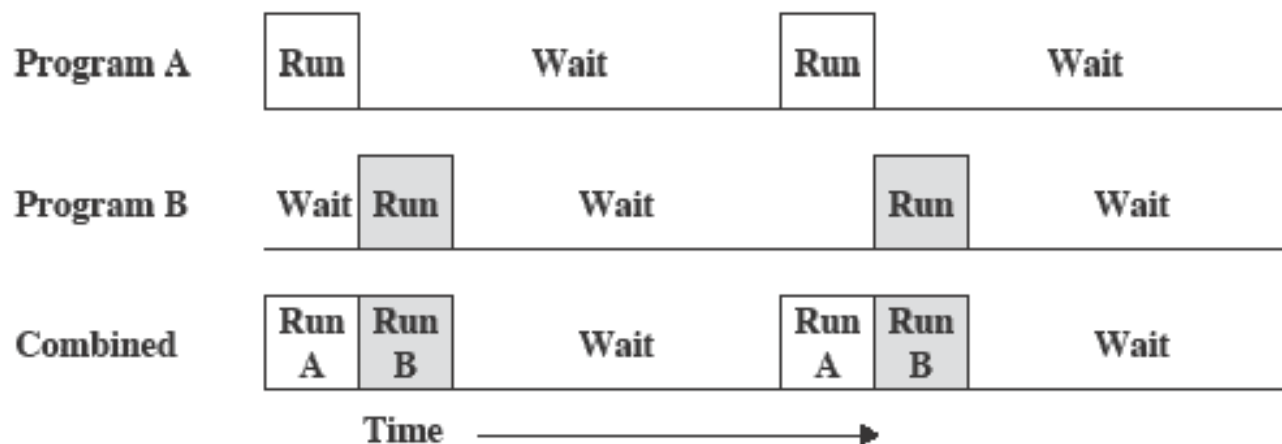 Program A Run Wait Run Wait
Program B Wait Run Wait Run Wait
Combined Run A Run B Wait Run A Run B Wait
Time